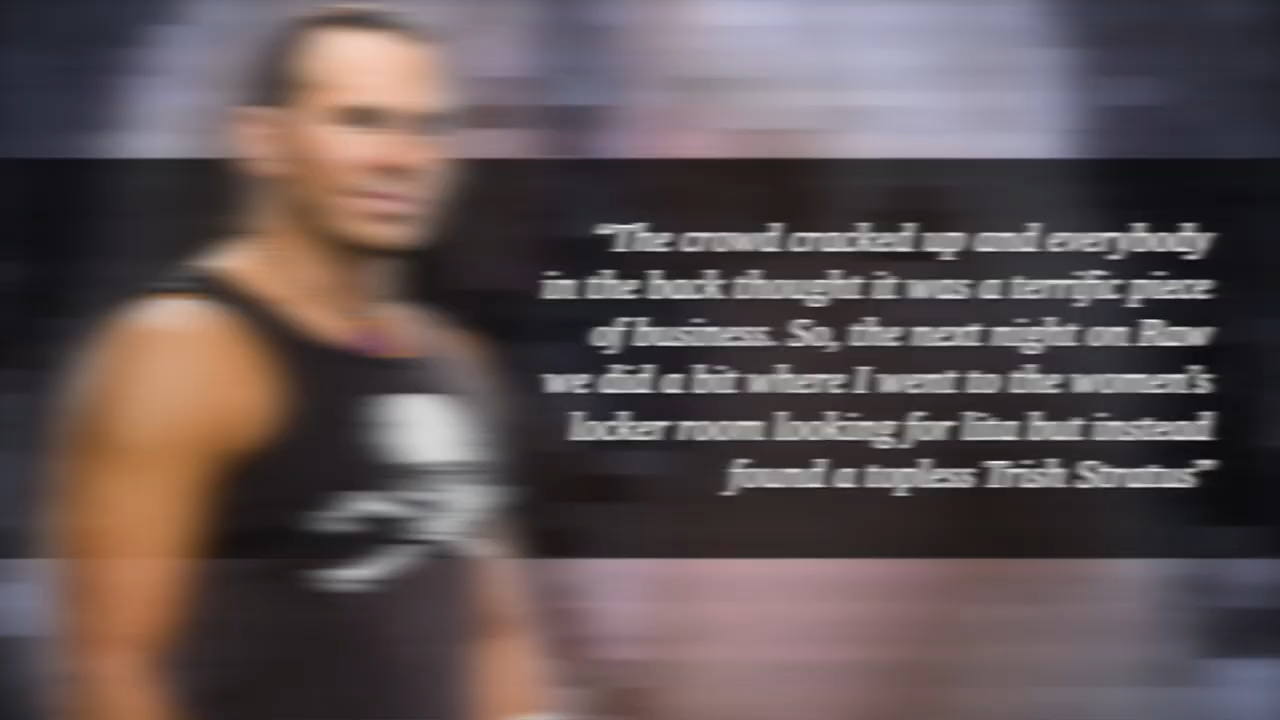 "The crowd cracked up and everybody
in the back thought it was a terrific piece
of business. So, the next night on Raw
we did a bit where I went to the women's
locker room looking for lita but instead
found a topless Trish Stratus"